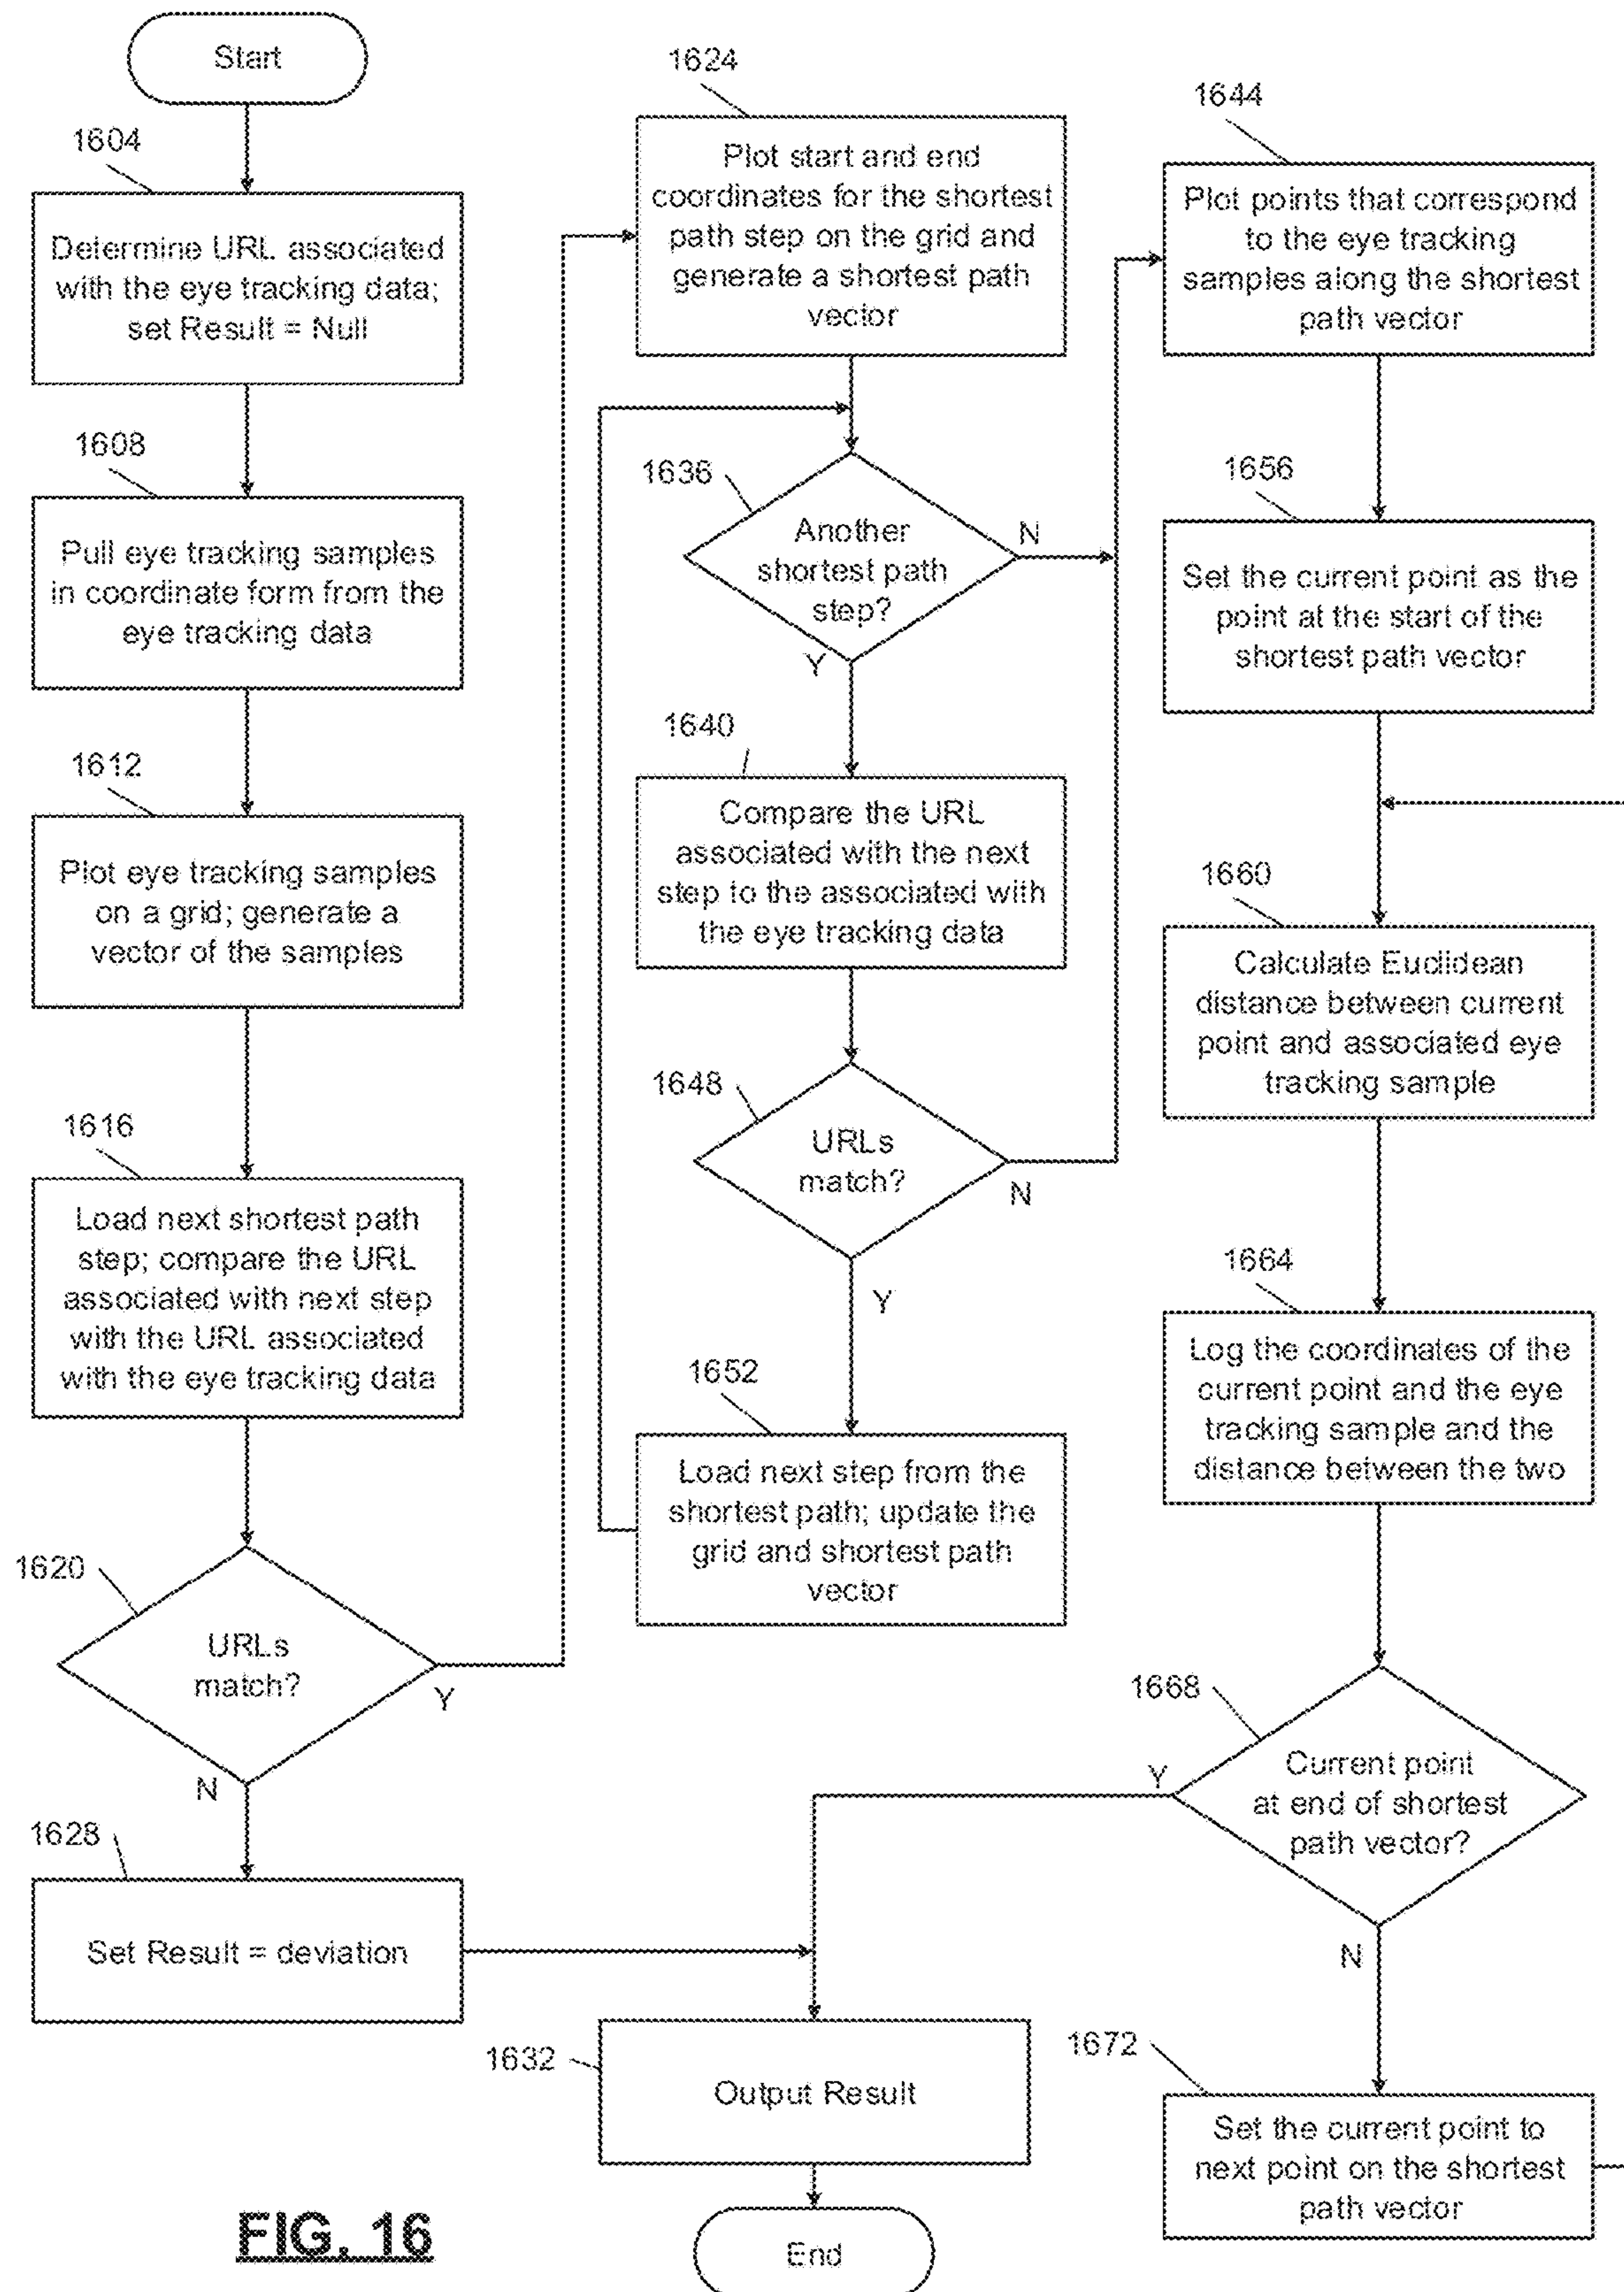 Start
1604
Determine URL associated
with the eye tracking data;
set Result = Null
1608
Pull eye tracking samples
in coordinate form from the
eye tracking data
1612
Plot eye tracking samples
on a grid; generate a
vector of the samples
1616
Load next shortest path
step; compare the URL
associated with next step
with the URL associated
with the eye tracking data
1620
URLs
match?
Y
N
1628
Set Result = deviation
1624
Plot start and end
coordinates for the shortest
path step on the grid and
generate a shortest path
vector
1636
Another
shortest path
step?
N
Y
1640
Compare the URL
associated with the next
step to the associated with
the eye tracking data
1648
URLs
match?
N
Y
1652
Load next step from the
shortest path; update the
grid and shortest path
vector
1632
Output Result
End
1644
Plot points that correspond
to the eye tracking
samples along the shortest
path vector
1656
Set the current point as the
point at the start of the
shortest path vector
1660
Calculate Euclidean
distance between current
point and associated eye
tracking sample
1664
Log the coordinates of the
current point and the eye
tracking sample and the
distance between the two
1668
Y
Current point
at end of shortest
path vector?
N
1672
Set the current point to
next point on the shortest
path vector
FIG. 16